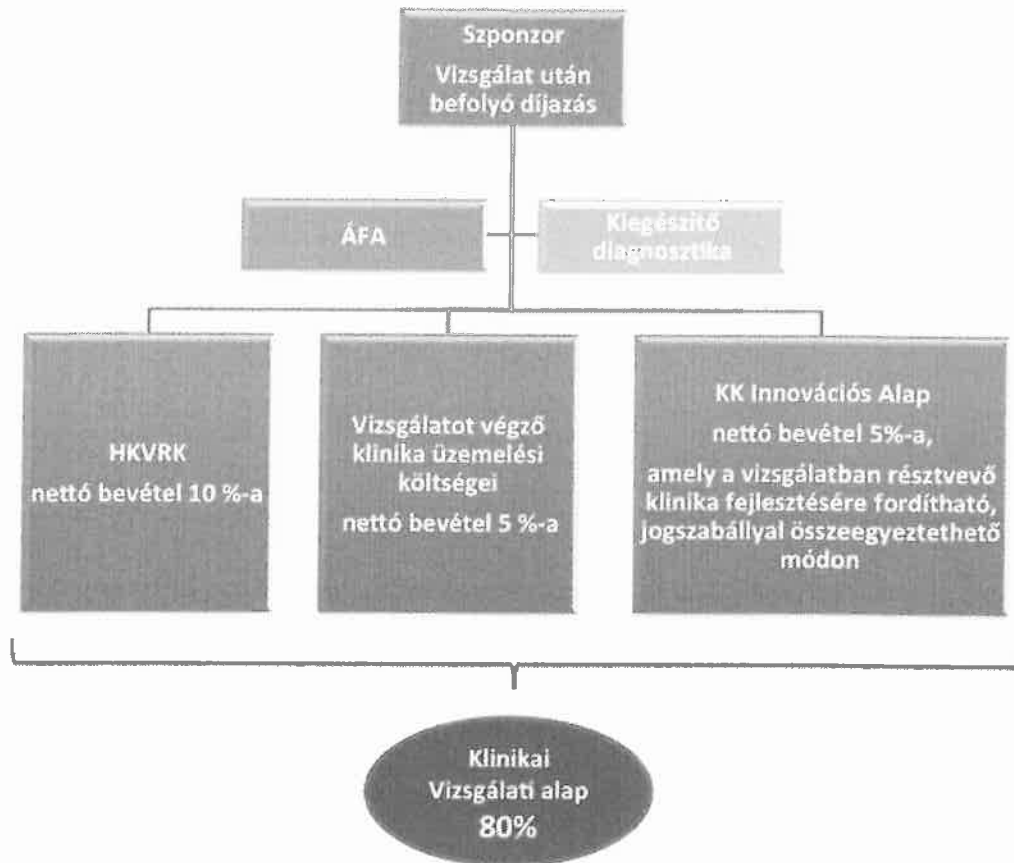 Szponzor
Vizsgálat után
befolyó díjazás
ÁFA
Kiegészítő
diagnosztika
HKVRK
nettó bevétel 10 %-a
Vizsgálatot végző
klinika üzemelési
költségei
nettó bevétel 5 %-a
KK Innovációs Alap
nettó bevétel 5%-a,
amely a vizsgálatban résztvevő
klinika fejlesztésére fordítható,
jogszabállyal összeegyeztethető
módon
Klinikai
Vizsgálati alap
80%